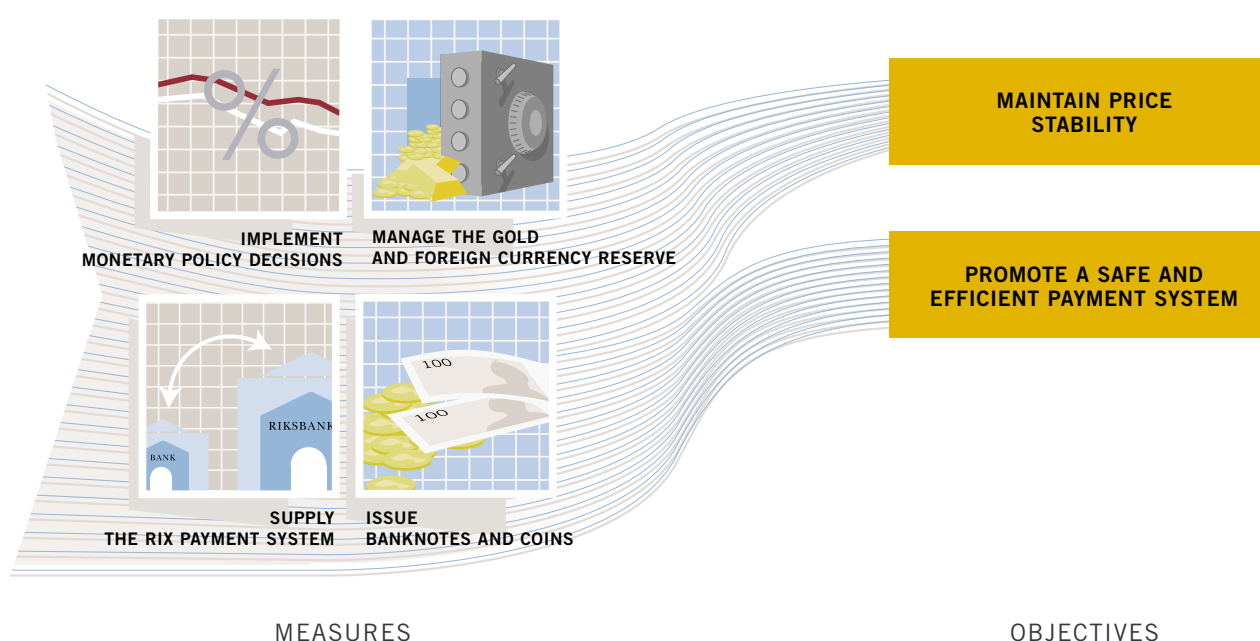 MAINTAIN PRICE
STABILITY
IMPLEMENT
MONETARY POLICY DECISIONS
MANAGE THE GOLD
AND FOREIGN CURRENCY RESERVE
PROMOTE A SAFE AND
EFFICIENT PAYMENT SYSTEM
100
100
RIKSBANK
BANK
SUPPLY
THE RIX PAYMENT SYSTEM
ISSUE
BANKNOTES AND COINS
MEASURES
OBJECTIVES